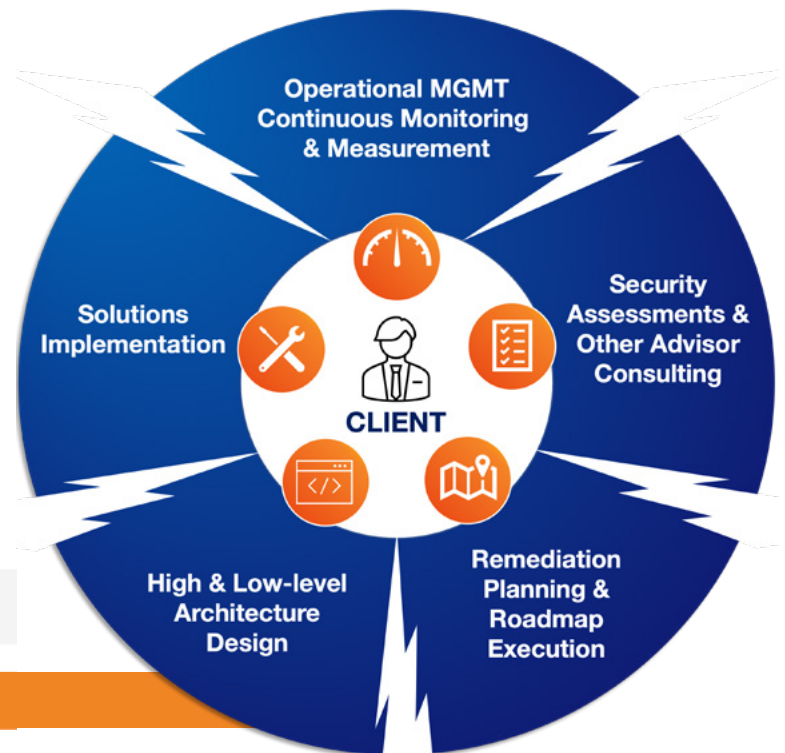 Operational MGMT
Continuous Monitoring
& Measurement
Security
Assessments &
Other Advisor
Consulting
Remediation
Planning &
Roadmap
Execution
High & Low-level
Architecture
Design
Solutions
Implementation
CLIENT
</>